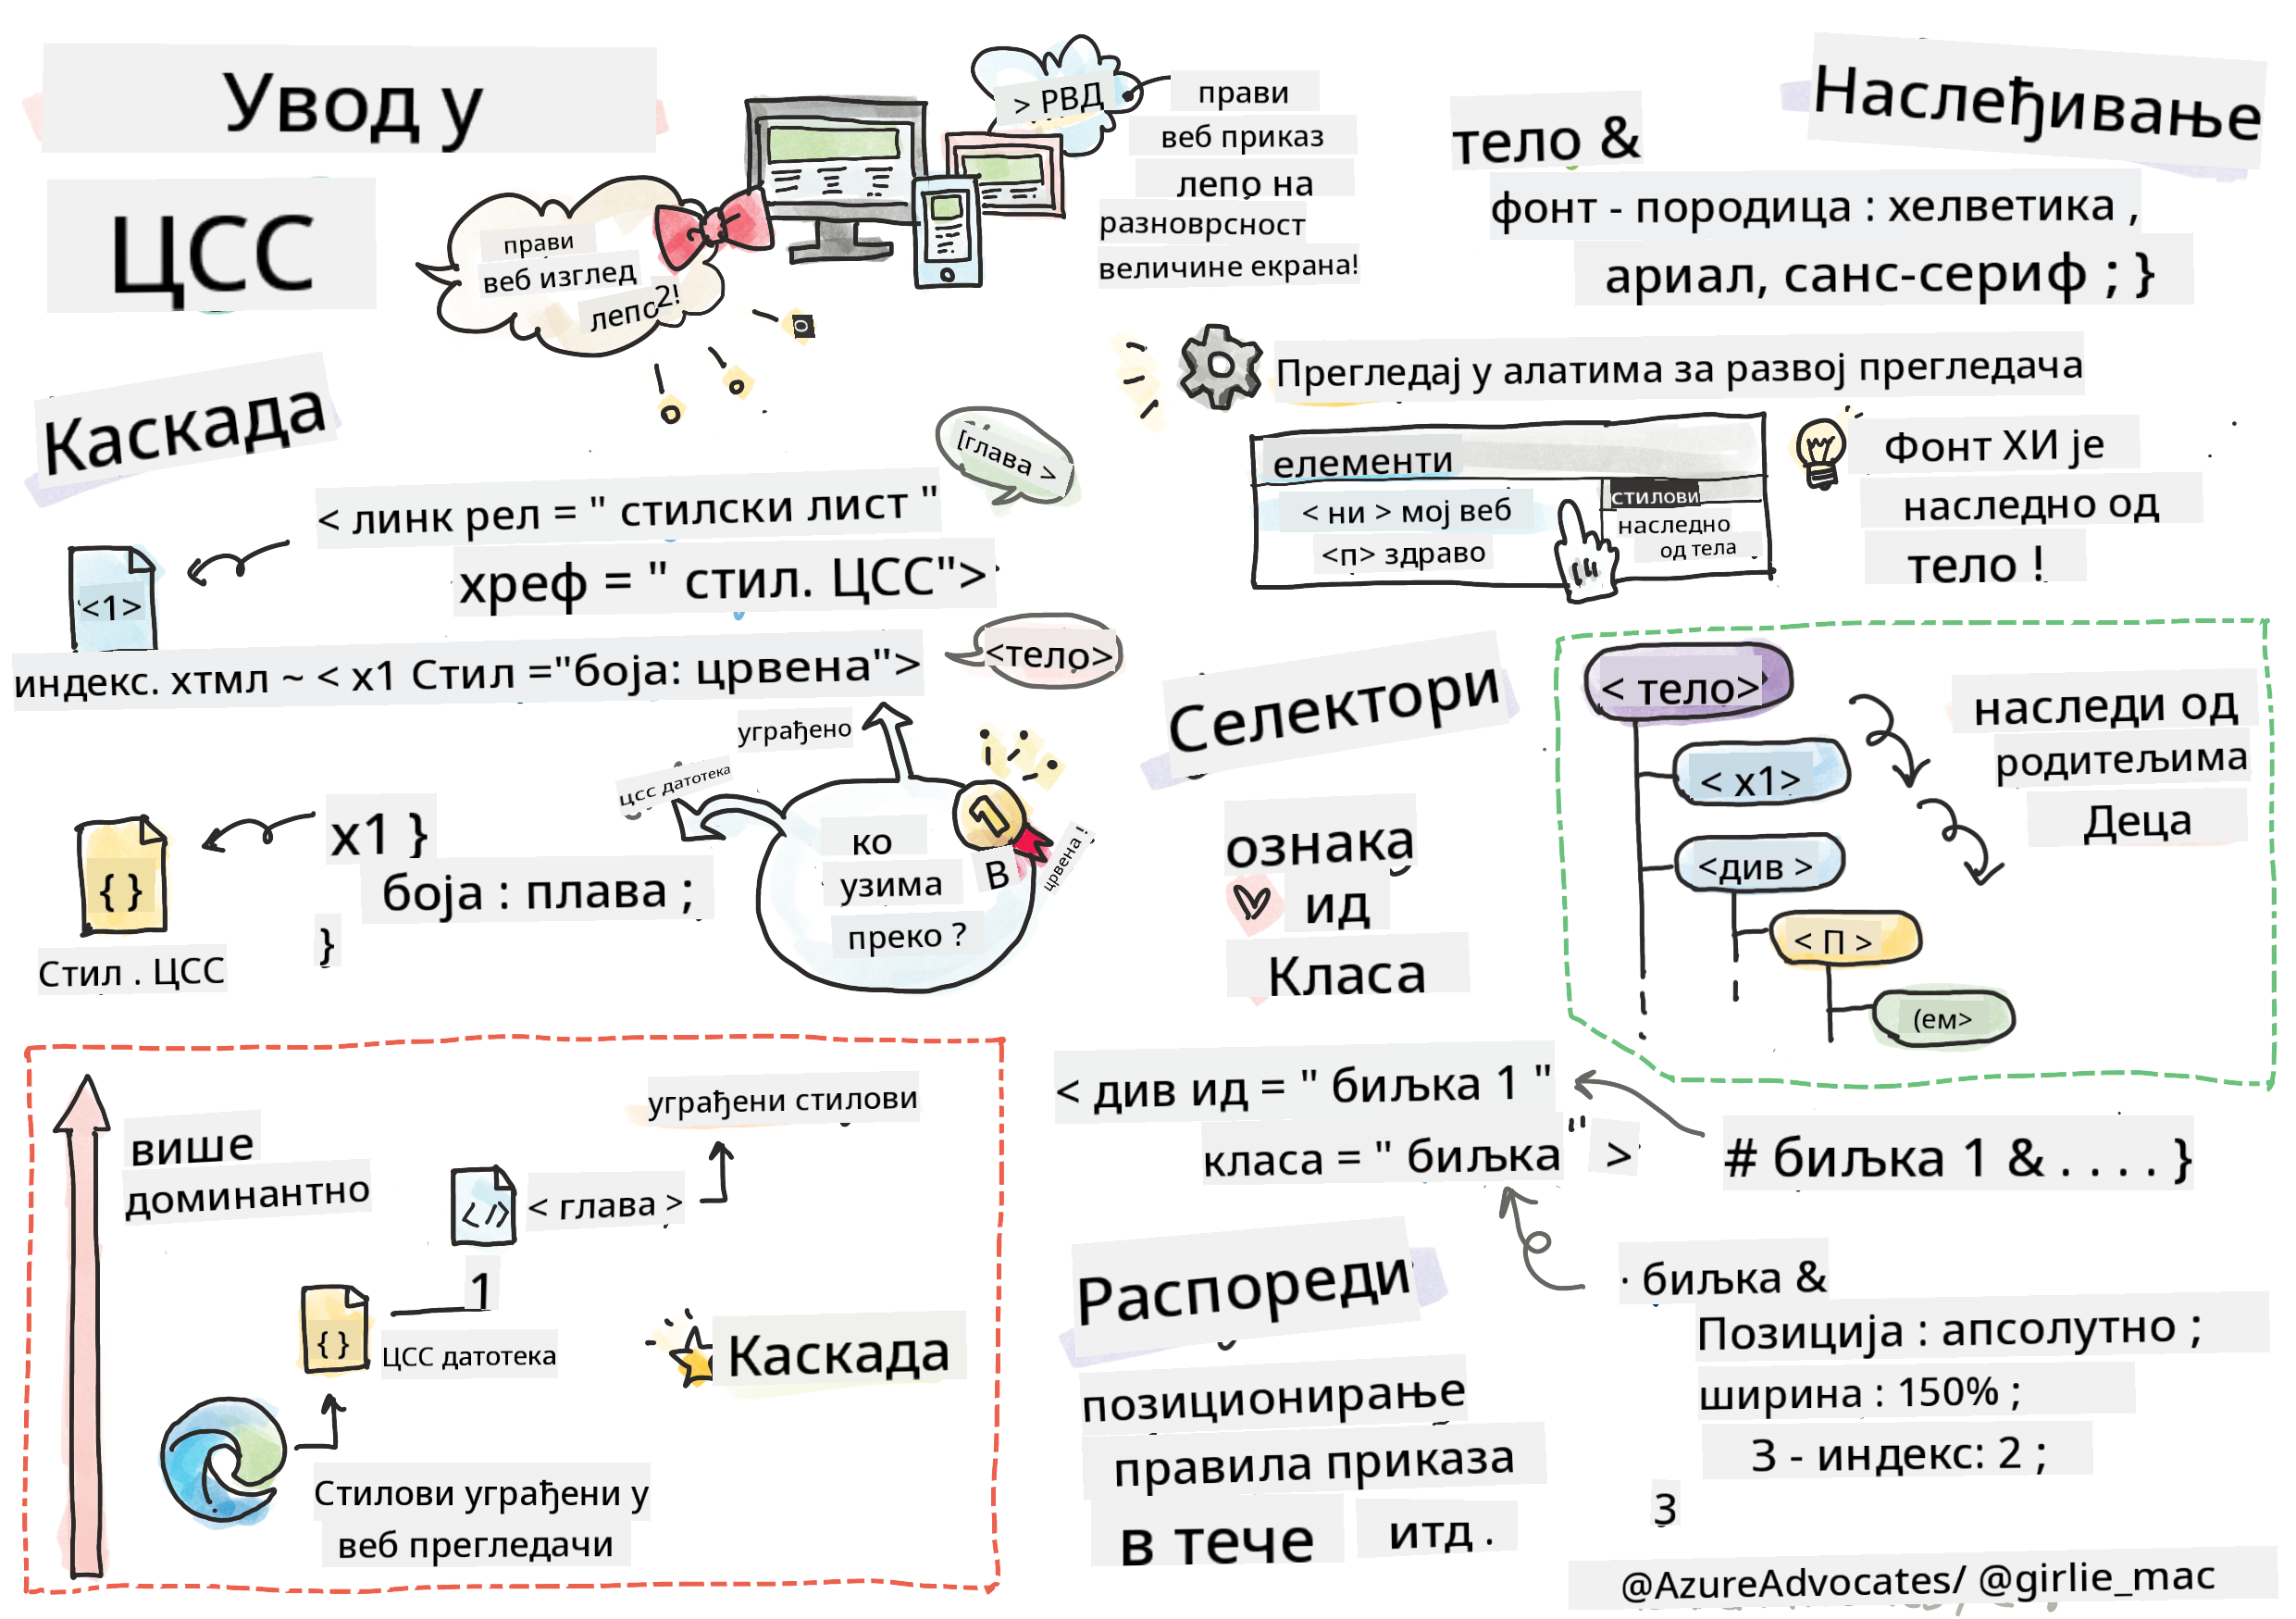 Увод у
ЦСС
прави
веб изглед
лепо 2!
> РВД
прави
веб приказ
лепо на
разноврсност
величине екрана!
Наслеђивање
тело &
фонт - породица : хелветика ,
ариал, санс-сериф ; }
Прегледај у алатима за развој прегледача
елементи
< ни > мој веб
<п> здраво
стилови
наследно
од тела
Фонт ХИ је
наследно од
тело !
Каскада
[глава >
< линк рел = " стилски лист "
хреф = " стил. ЦСС">
<1>
индекс. хтмл ~ < х1 Стил ="боја: црвена">
<тело>
уграђено
цсс датотека
х1 }
боја : плава ;
}
{ }
Стил . ЦСС
ко
узима
преко ?
1
В
црвена !
Селектори
ознака
ид
Класа
< тело>
< х1>
<див >
< П >
(ем>
наследи од
родитељима
Деца
< див ид = " биљка 1 "
класа = " биљка " >
# биљка 1 & . . . . }
· биљка &
Позиција : апсолутно ;
ширина : 150% ;
З - индекс: 2 ;
З
Распореди
позиционирање
правила приказа
в тече
итд .
више
доминантно
уграђени стилови
</>
< глава >
1
{ }
ЦСС датотека
Каскада
Стилови уграђени у
веб прегледачи
@AzureAdvocates/ @girlie_mac